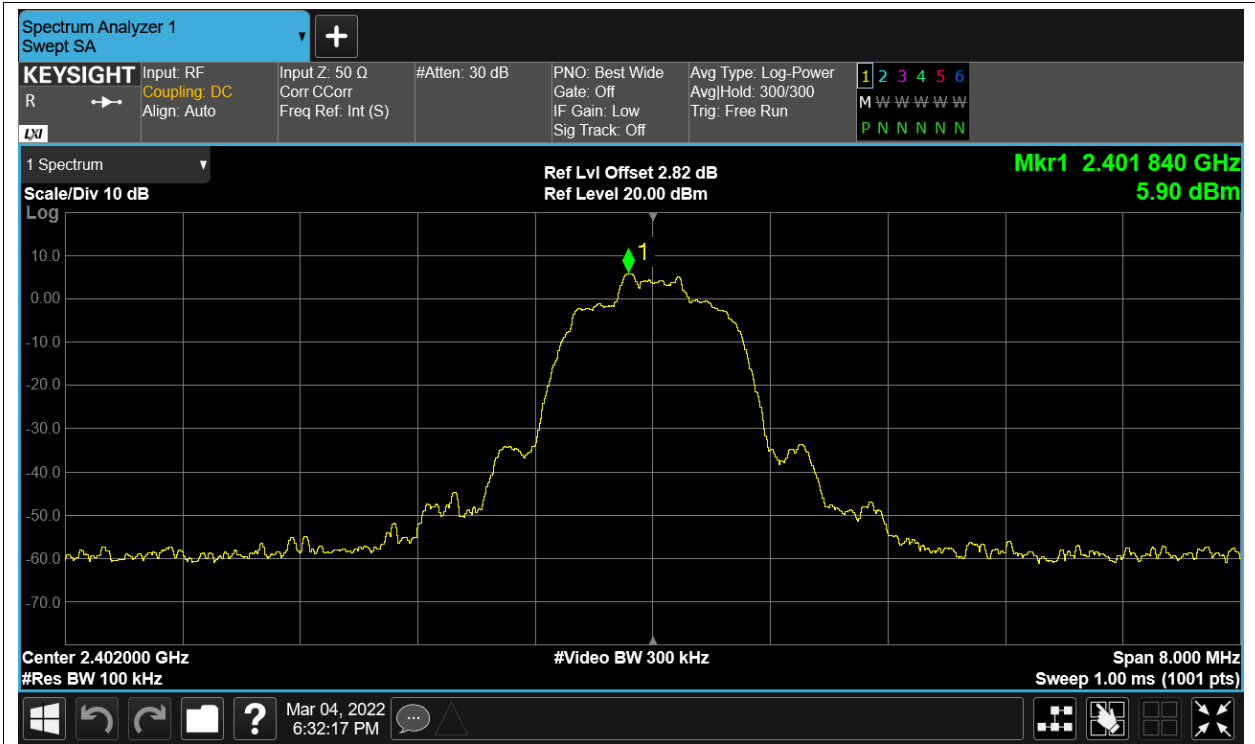 Spectrum Analyzer 1
Swept SA
+
KEYSIGHT
R
LXI
Input: RF
Coupling: DC
Align: Auto
Input Z: 50 Ω
Corr CCorr
Freq Ref: Int (S)
#Atten: 30 dB
PNO: Best Wide
Gate: Off
IF Gain: Low
Sig Track: Off
Avg Type: Log-Power
Avg|Hold: 300/300
Trig: Free Run
1 2 3 4 5 6
M W W W W W
P N N N N N
1 Spectrum
Scale/Div 10 dB
Log
Ref Lvl Offset 2.82 dB
Ref Level 20.00 dBm
Mkr1 2.401 840 GHz
5.90 dBm
1
10.0
0.00
-10.0
-20.0
-30.0
-40.0
-50.0
-60.0
-70.0
Center 2.402000 GHz
#Res BW 100 kHz
#Video BW 300 kHz
Span 8.000 MHz
Sweep 1.00 ms (1001 pts)
?
Mar 04, 2022
6:32:17 PM